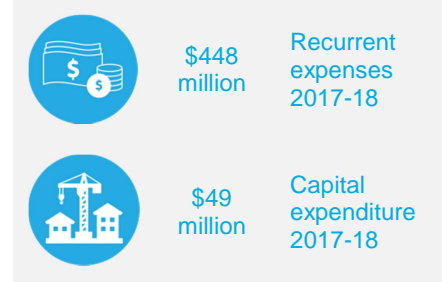 $
$
$448
million
Recurrent
expenses
2017-18
$49
million
Capital
expenditure
2017-18